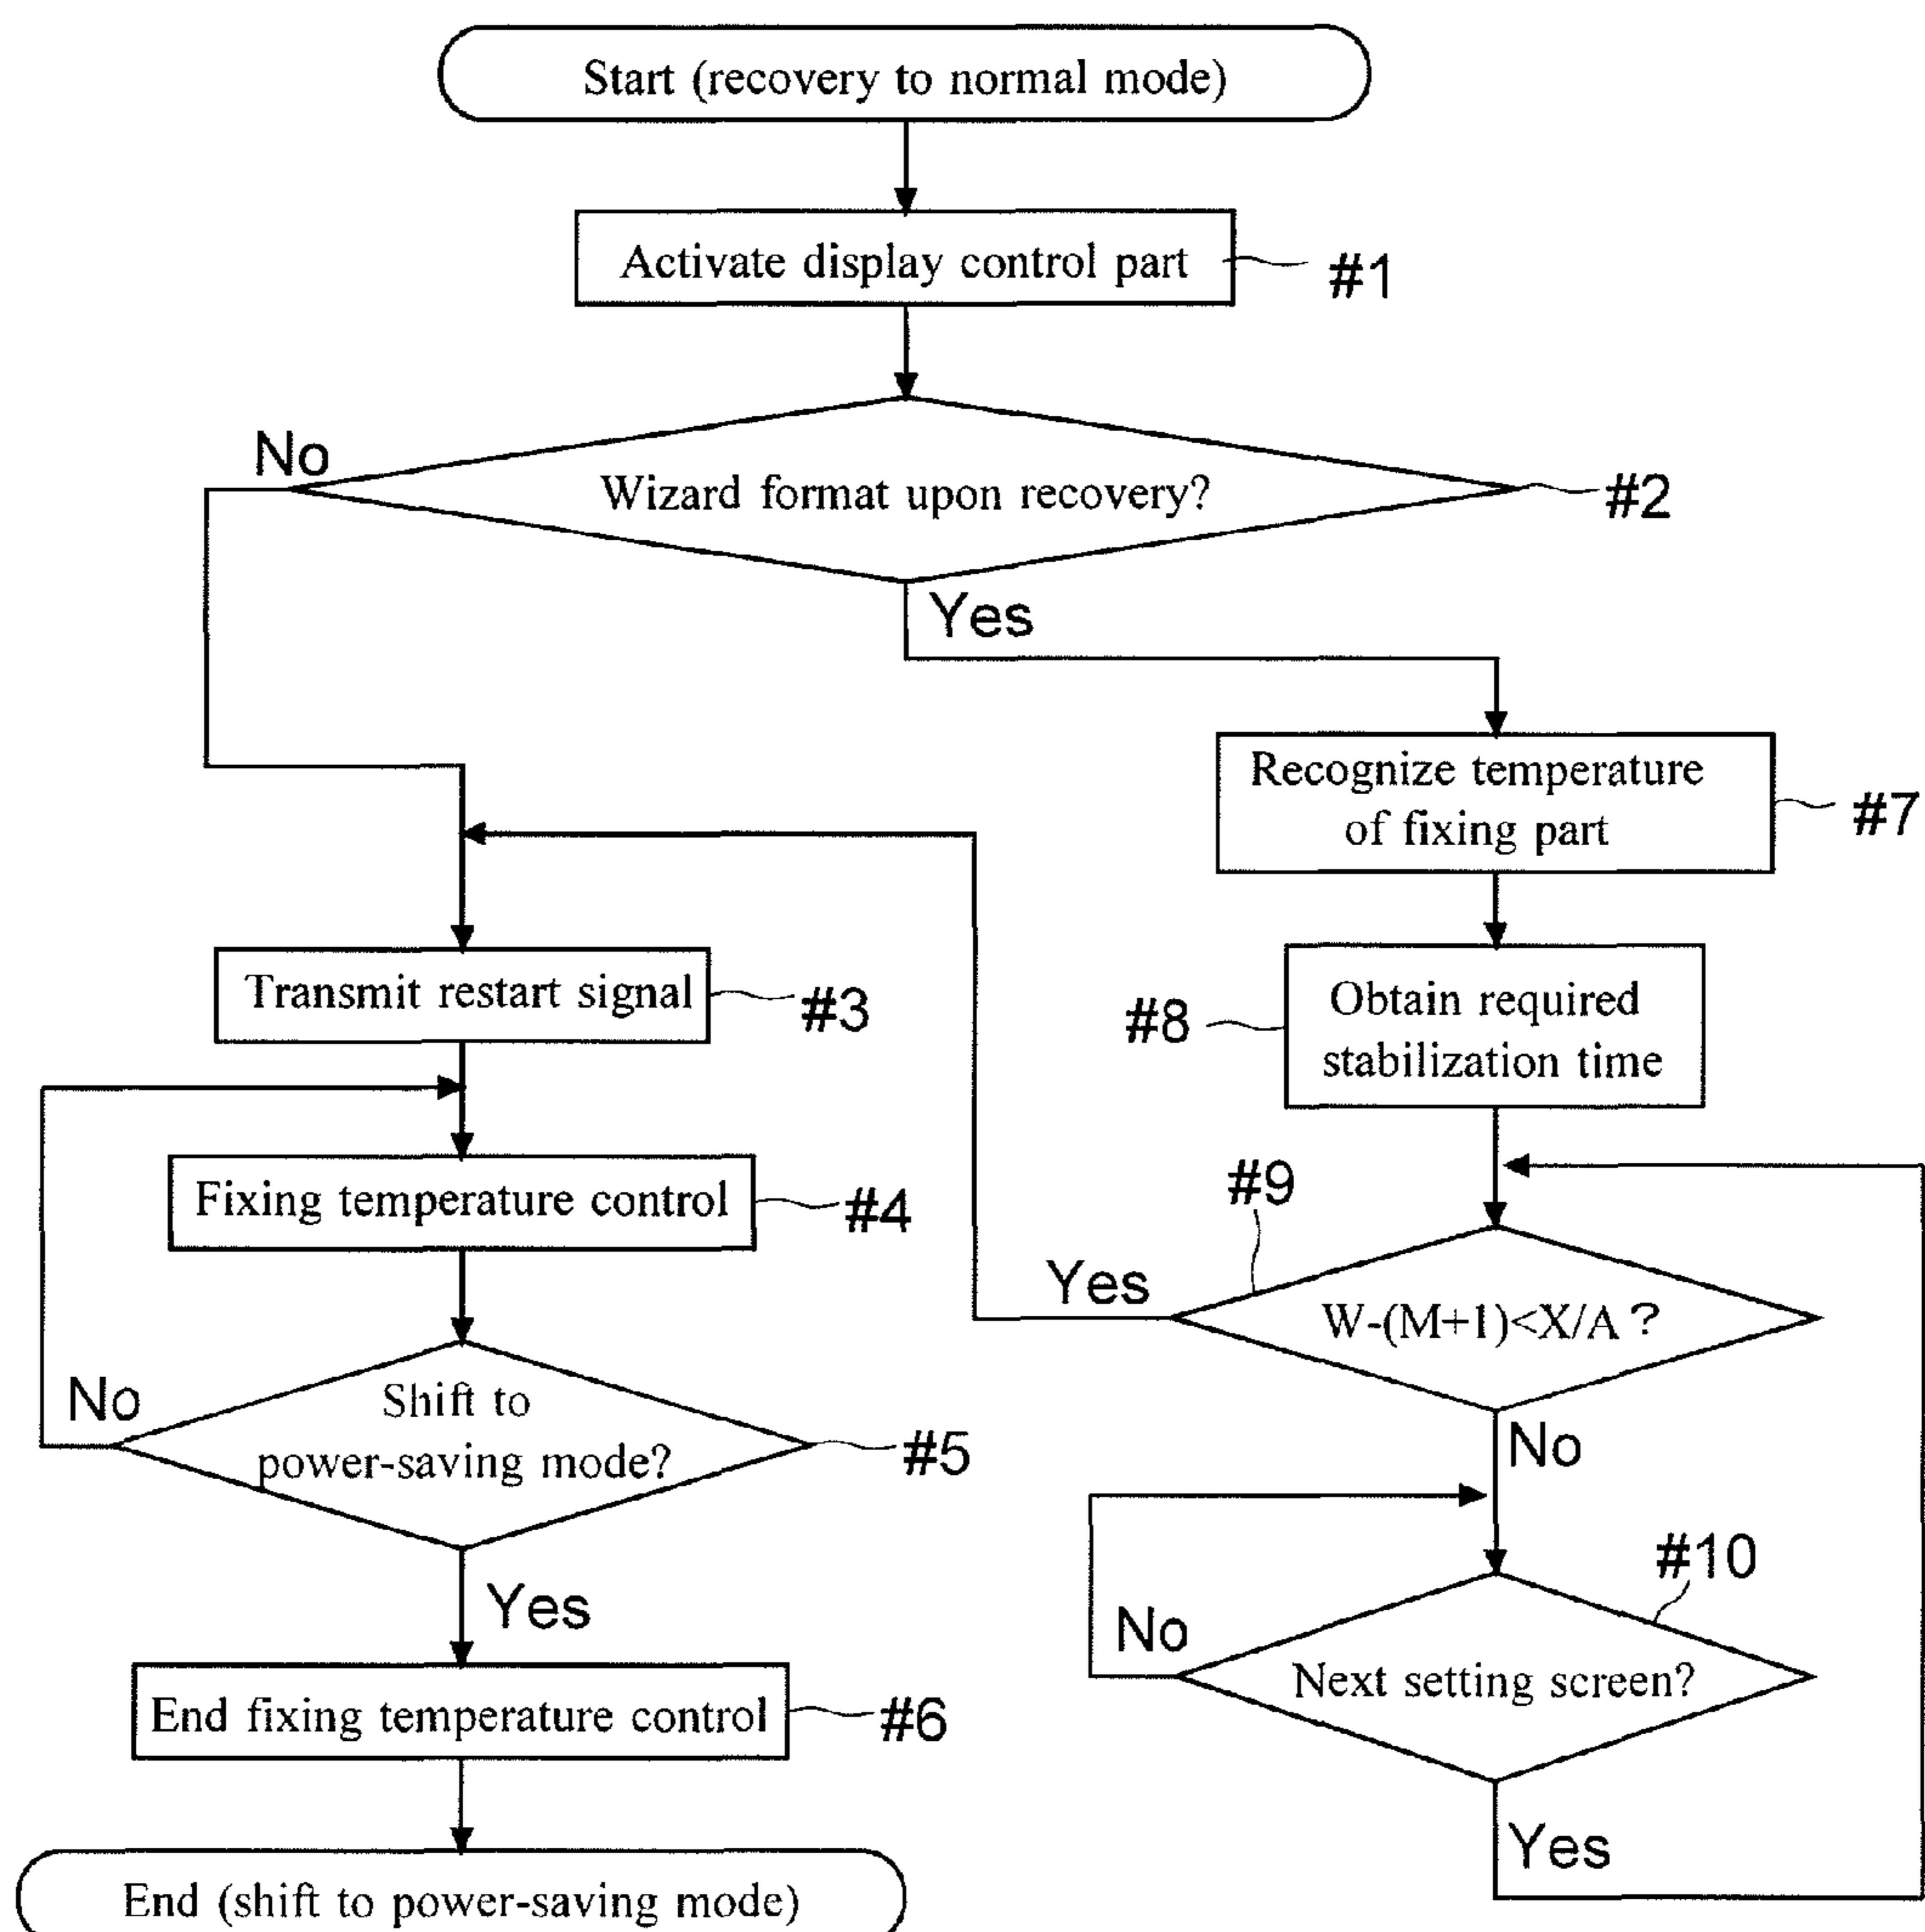 Start (recovery to normal mode)
Activate display control part
#1
No
Wizard format upon recovery?
#2
Yes
Recognize temperature
of fixing part
#7
Transmit restart signal
#3
#8
Obtain required
stabilization time
Fixing temperature control
#4
#9
Yes
W-(M+1)<X/A?
No
Shift to
power-saving mode?
#5
No
Yes
#10
No
Next setting screen?
End fixing temperature control
#6
Yes
End (shift to power-saving mode)